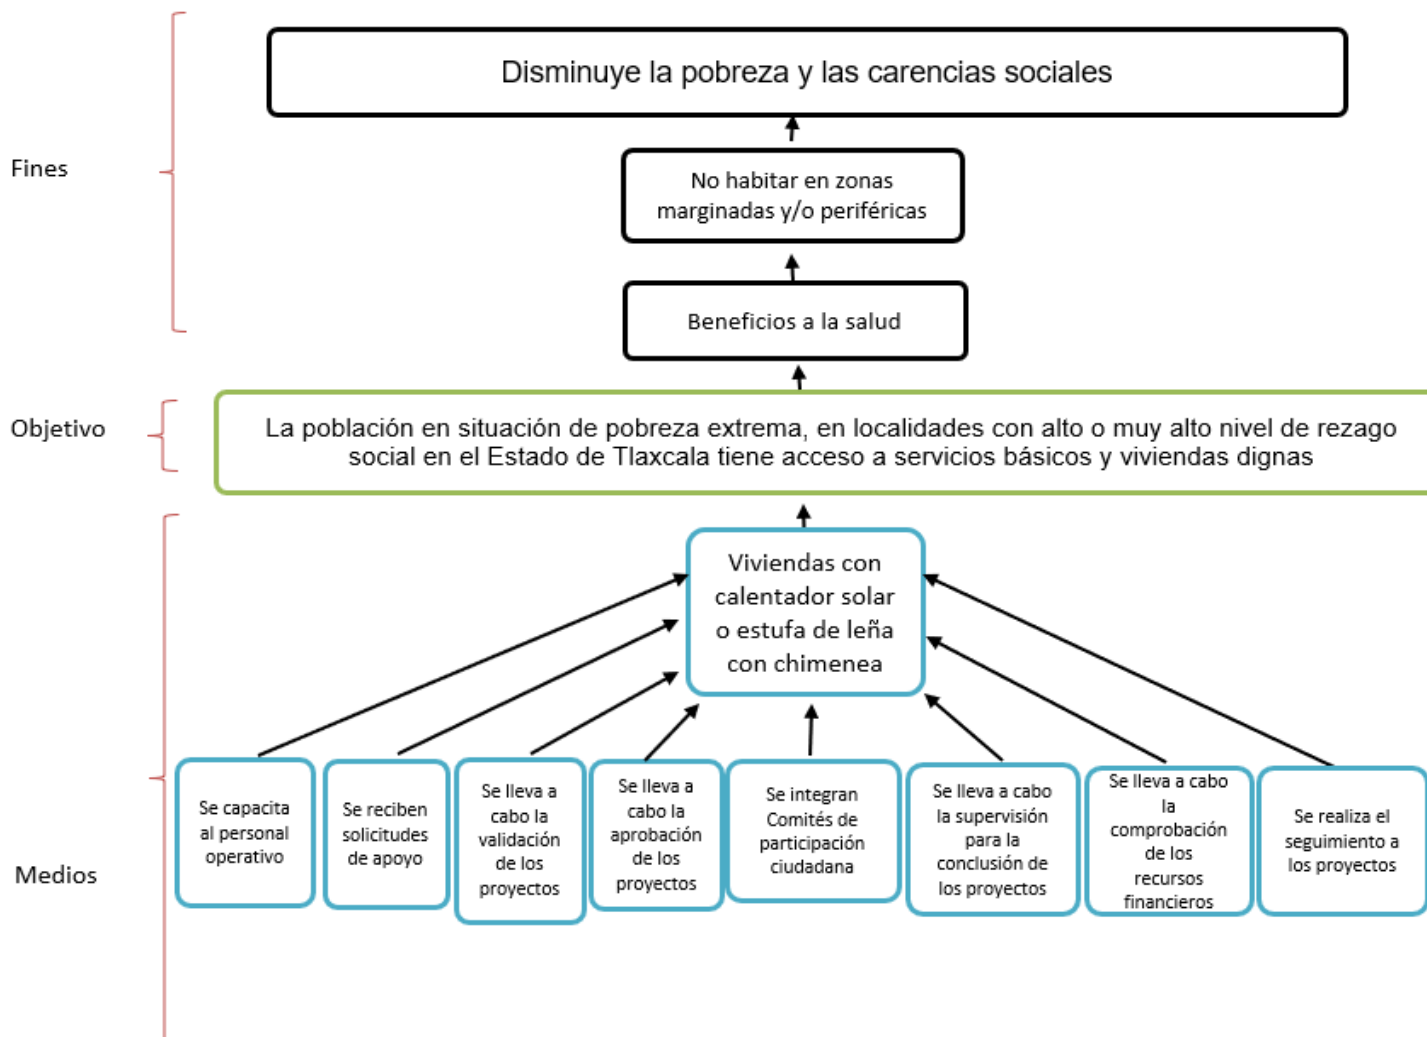 Disminuye la pobreza y las carencias sociales
Fines
No habitar en zonas
marginadas y/o periféricas
Beneficios a la salud
Objetivo
La población en situación de pobreza extrema, en localidades con alto o muy alto nivel de rezago
social en el Estado de Tlaxcala tiene acceso a servicios básicos y viviendas dignas
Viviendas con
calentador solar
o estufa de leña
con chimenea
Medios
Se capacita
al personal
operativo
Se reciben
solicitudes
de apoyo
Se lleva a
cabo la
validación
de los
proyectos
Se lleva a
cabo la
aprobación
de los
proyectos
Se integran
Comités de
participación
ciudadana
Se lleva a cabo
la supervisión
para la
conclusión de
los proyectos
Se lleva a cabo
la
comprobación
de los
recursos
financieros
Se realiza el
seguimiento a
los proyectos